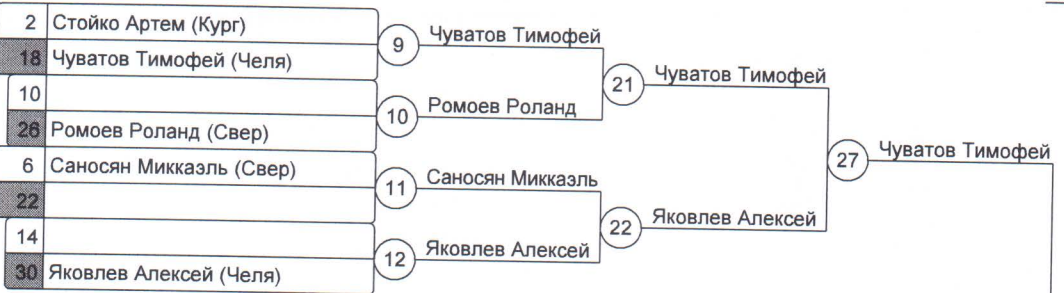 2 Стойко Артем (Кург)
18 Чуватов Тимофей (Челя)
10
26 Ромоев Роланд (Свер)
6 Саносян Миккаэль (Свер)
22
14
30 Яковлев Алексей (Челя)
9 Чуватов Тимофей
10 Ромоев Роланд
11 Саносян Миккаэль
12 Яковлев Алексей
21 Чуватов Тимофей
22 Яковлев Алексей
27 Чуватов Тимофей